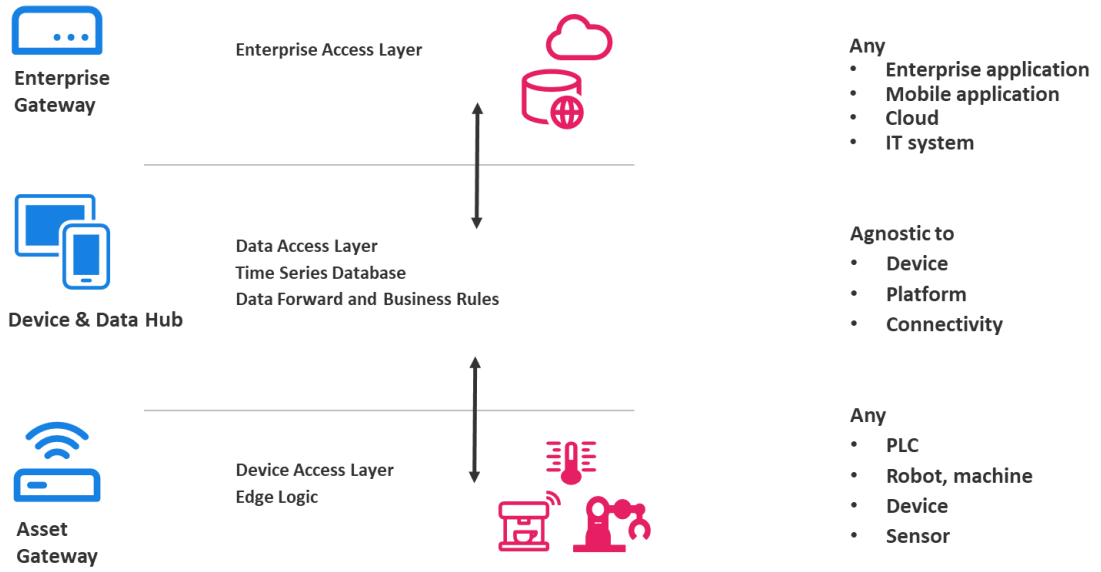 Enterprise
Gateway
Enterprise Access Layer
Any
• Enterprise application
• Mobile application
• Cloud
• IT system
Device & Data Hub
Data Access Layer
Time Series Database
Data Forward and Business Rules
Agnostic to
• Device
• Platform
• Connectivity
Asset
Gateway
Device Access Layer
Edge Logic
Any
• PLC
• Robot, machine
• Device
• Sensor